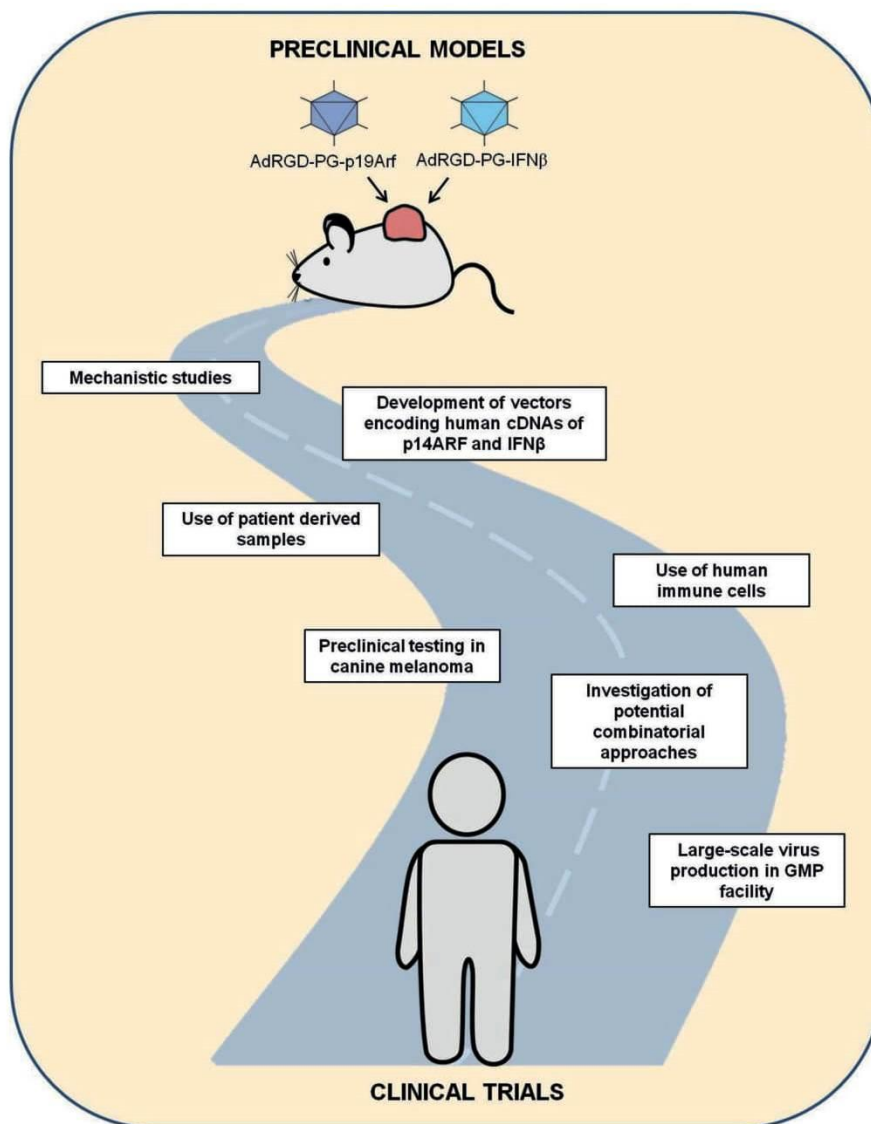 PRECLINICAL MODELS
AdRGD-PG-p19Arf
AdRGD-PG-IFNβ
Mechanistic studies
Development of vectors
encoding human cDNAs of
p14ARF and IFNβ
Use of patient derived
samples
Use of human
immune cells
Preclinical testing in
canine melanoma
Investigation of
potential
combinatorial
approaches
Large-scale virus
production in GMP
facility
CLINICAL TRIALS